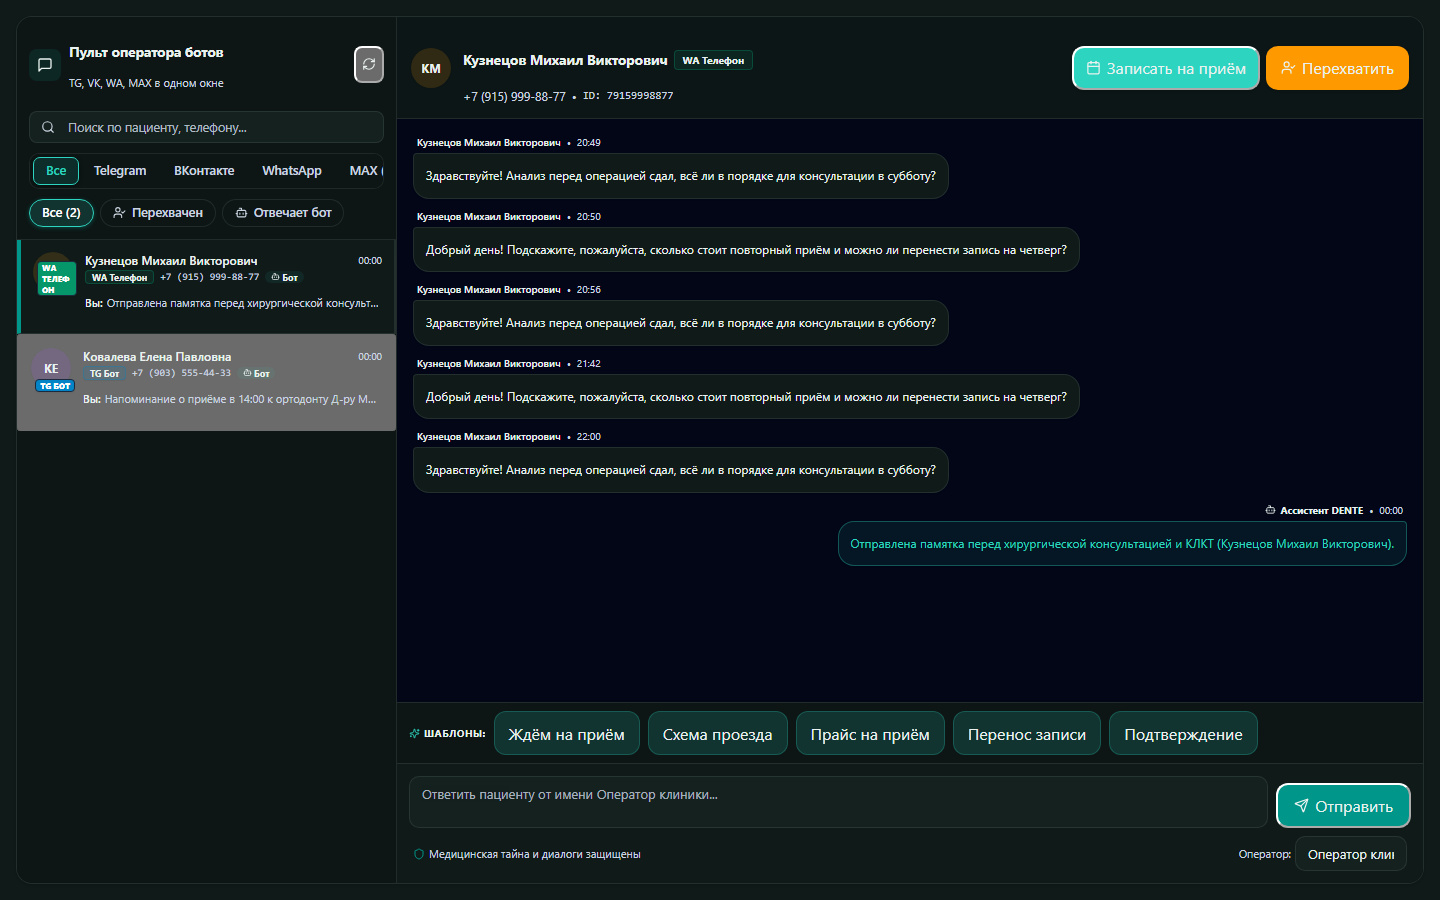 Пульт оператора ботов
TG, VK, WA, MAX в одном окне
Поиск по пациенту, телефону...
Все Telegram ВКонтакте WhatsApp MAX (
Все (2) Перехвачен Отвечает бот
WA ТЕЛЕФОН
Кузнецов Михаил Викторович 00:00
WA Телефон +7 (915) 999-88-77 Бот
Вы: Отправлена памятка перед хирургической консульт...
КЕ
TG БОТ
Ковалева Елена Павловна 00:00
TG Бот +7 (903) 555-44-33 Бот
Вы: Напоминание о приёме в 14:00 к ортодонту Д-ру М...
КМ
Кузнецов Михаил Викторович WA Телефон
+7 (915) 999-88-77 • ID: 79159998877
Записать на приём Перехватить
Кузнецов Михаил Викторович • 20:49
Здравствуйте! Анализ перед операцией сдал, всё ли в порядке для консультации в субботу?
Кузнецов Михаил Викторович • 20:50
Добрый день! Подскажите, пожалуйста, сколько стоит повторный приём и можно ли перенести запись на четверг?
Кузнецов Михаил Викторович • 20:56
Здравствуйте! Анализ перед операцией сдал, всё ли в порядке для консультации в субботу?
Кузнецов Михаил Викторович • 21:42
Добрый день! Подскажите, пожалуйста, сколько стоит повторный приём и можно ли перенести запись на четверг?
Кузнецов Михаил Викторович • 22:00
Здравствуйте! Анализ перед операцией сдал, всё ли в порядке для консультации в субботу?
Ассистент DENTE • 00:00
Отправлена памятка перед хирургической консультацией и КЛКТ (Кузнецов Михаил Викторович).
ШАБЛОНЫ: Ждём на приём Схема проезда Прайс на приём Перенос записи Подтверждение
Ответить пациенту от имени Оператор клиники...
Отправить
Медицинская тайна и диалоги защищены
Оператор: Оператор кли